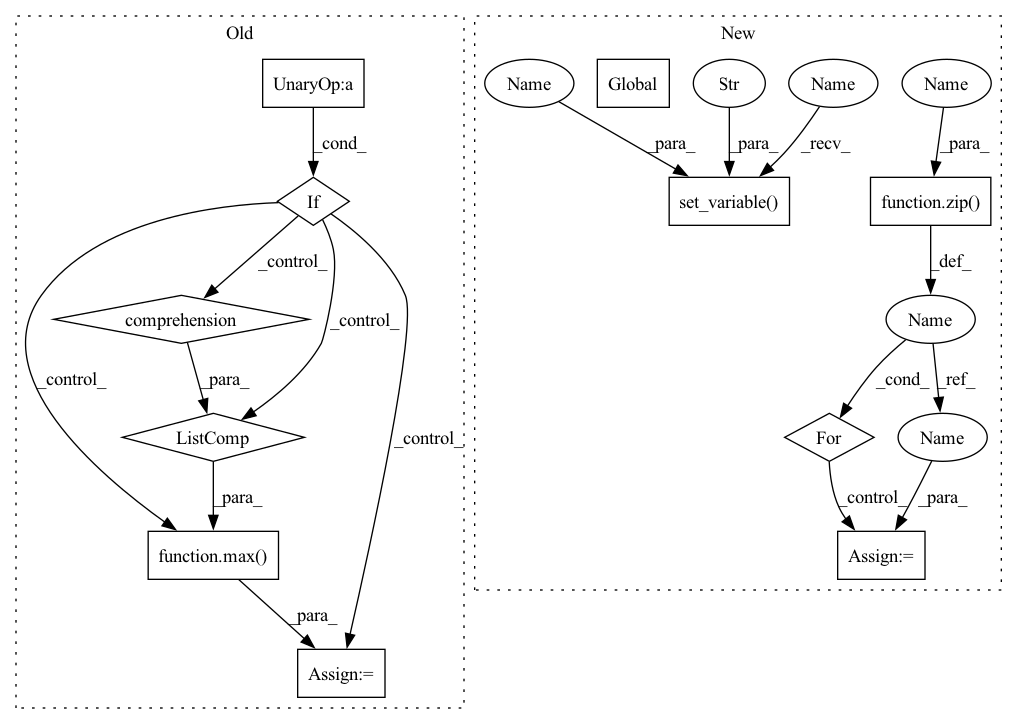 Old
New
UnaryOp:a
Name
Global
Str
Name
Name
_cond_
_para_
_para_
_recv_
_para_
If
set_variable()
function.zip()
_control_
_def_
comprehension
_control_
Name
_control_
_para_
_control_
_cond_
_ref_
ListComp
For
Name
_para_
_control_
_para_
function.max()
Assign:=
_para_
Assign:=